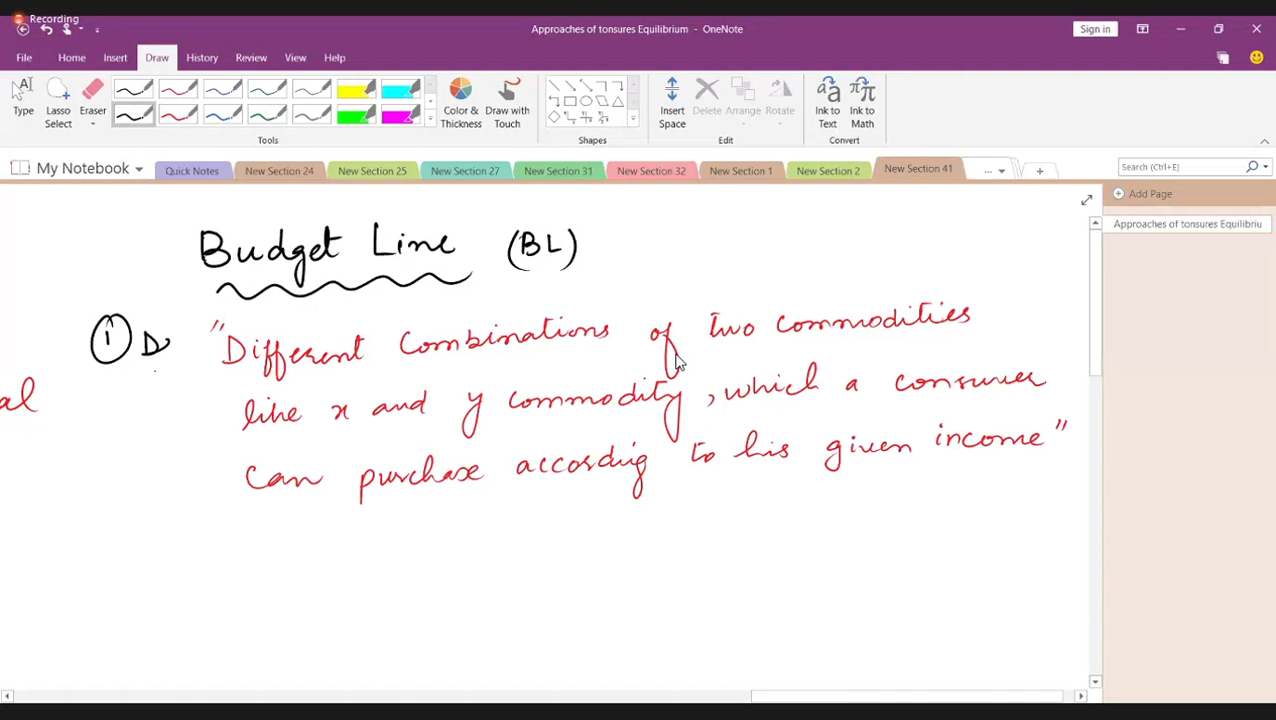 Recording
Approaches of tonsures Equilibrium - OneNote
Sign in
File Home Insert Draw History Review View Help
Type
Lasso Select
Eraser
Color & Thickness
Draw with Touch
Insert Space
Delete
Arrange
Rotate
Ink to Text
Ink to Math
Tools
Shapes
Edit
Convert
My Notebook
Quick Notes New Section 24 New Section 25 New Section 27 New Section 31 New Section 32 New Section 1 New Section 2 New Section 41 ...
Search (Ctrl+E)
Add Page
Approaches of tonsures Equilibriu
Budget Line (BL)
① D "Different Combinations of two commodities
like x and y commodity, which a consumer
can purchase according to his given income"
al